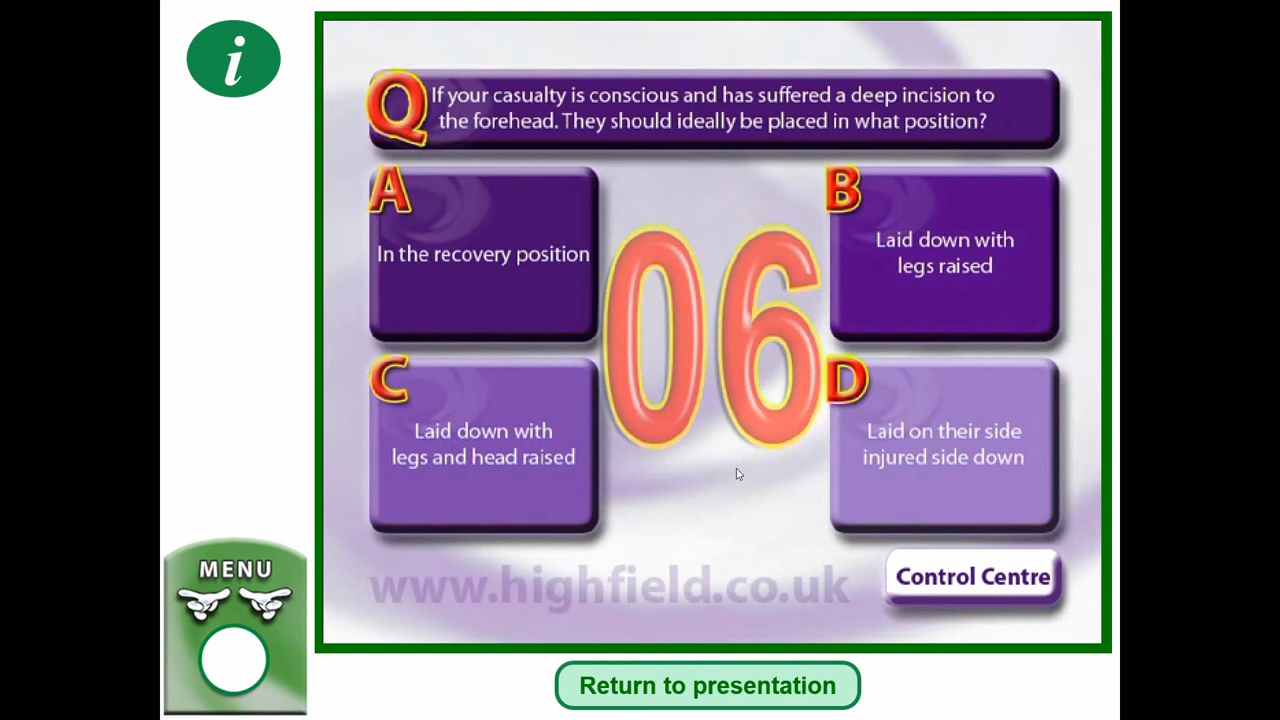 i
Q
If your casualty is conscious and has suffered a deep incision to
the forehead. They should ideally be placed in what position?
A
In the recovery position
B
Laid down with
legs raised
06
C
Laid down with
legs and head raised
D
Laid on their side
injured side down
www.highfield.co.uk
Control Centre
MENU
Return to presentation